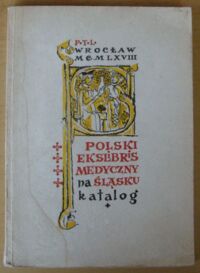 P.T.L.
WROCŁAW
MCMLXVIII
POLSKI
EKSLIBRIS
MEDYCZNY
na ŚLĄSKU
katalog